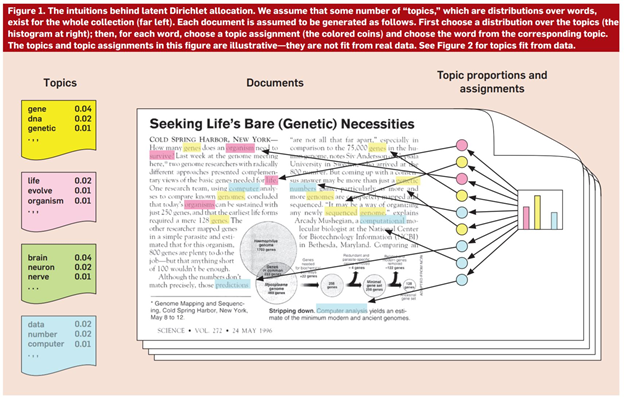 Figure 1. The intuitions behind latent Dirichlet allocation. We assume that some number of “topics,” which are distributions over words,
exist for the whole collection (far left). Each document is assumed to be generated as follows. First choose a distribution over the topics (the
histogram at right); then, for each word, choose a topic assignment (the colored coins) and choose the word from the corresponding topic.
The topics and topic assignments in this figure are illustrative—they are not fit from real data. See Figure 2 for topics fit from data.
Topics
gene 0.04
dna 0.02
genetic 0.01
. , ,
life 0.02
evolve 0.01
organism 0.01
. , ,
brain 0.04
neuron 0.02
nerve 0.01
. . .
data 0.02
number 0.02
computer 0.01
. , ,
Documents
Seeking Life’s Bare (Genetic) Necessities
COLD SPRING HARBOR, NEW YORK—
How many genes does an organism need to
survive? Last week at the genome meeting
here,* two genome researchers with radically
different approaches presented complemen-
tary views of the basic genes needed for life.
One research team, using computer analy-
ses to compare known genomes, concluded
that today’s organisms can be sustained with
just 250 genes, and that the earliest life forms
required a mere 128 genes. The
other researcher mapped genes
in a simple parasite and esti-
mated that for this organism,
800 genes are plenty to do the
job—but that anything short
of 100 wouldn’t be enough.
Although the numbers don’t
match precisely, those predictions
* Genome Mapping and Sequenc-
ing, Cold Spring Harbor, New York,
May 8 to 12.
“are not all that far apart,” especially in
comparison to the 75,000 genes in the hu-
man genome, notes Siv Andersson
University in Sweden, who arrived at the
800 number. But coming up with a consen-
sus answer may be more than just a genetic
numbers game, particularly more and
more genomes are completely mapped and
sequenced. “It may be a way of organizing
any newly sequenced genome,” explains
Arcady Mushegian, a computational mo-
lecular biologist at the National Center
for Biotechnology Information (NCBI)
in Bethesda, Maryland. Comparing an
Haemophilus
genome
1703 genes
Mycoplasma
genome
Stripping down. Computer analysis yields an esti-
mate of the minimum modern and ancient genomes.
SCIENCE • VOL. 272 • 24 MAY 1996
Topic proportions and
assignments